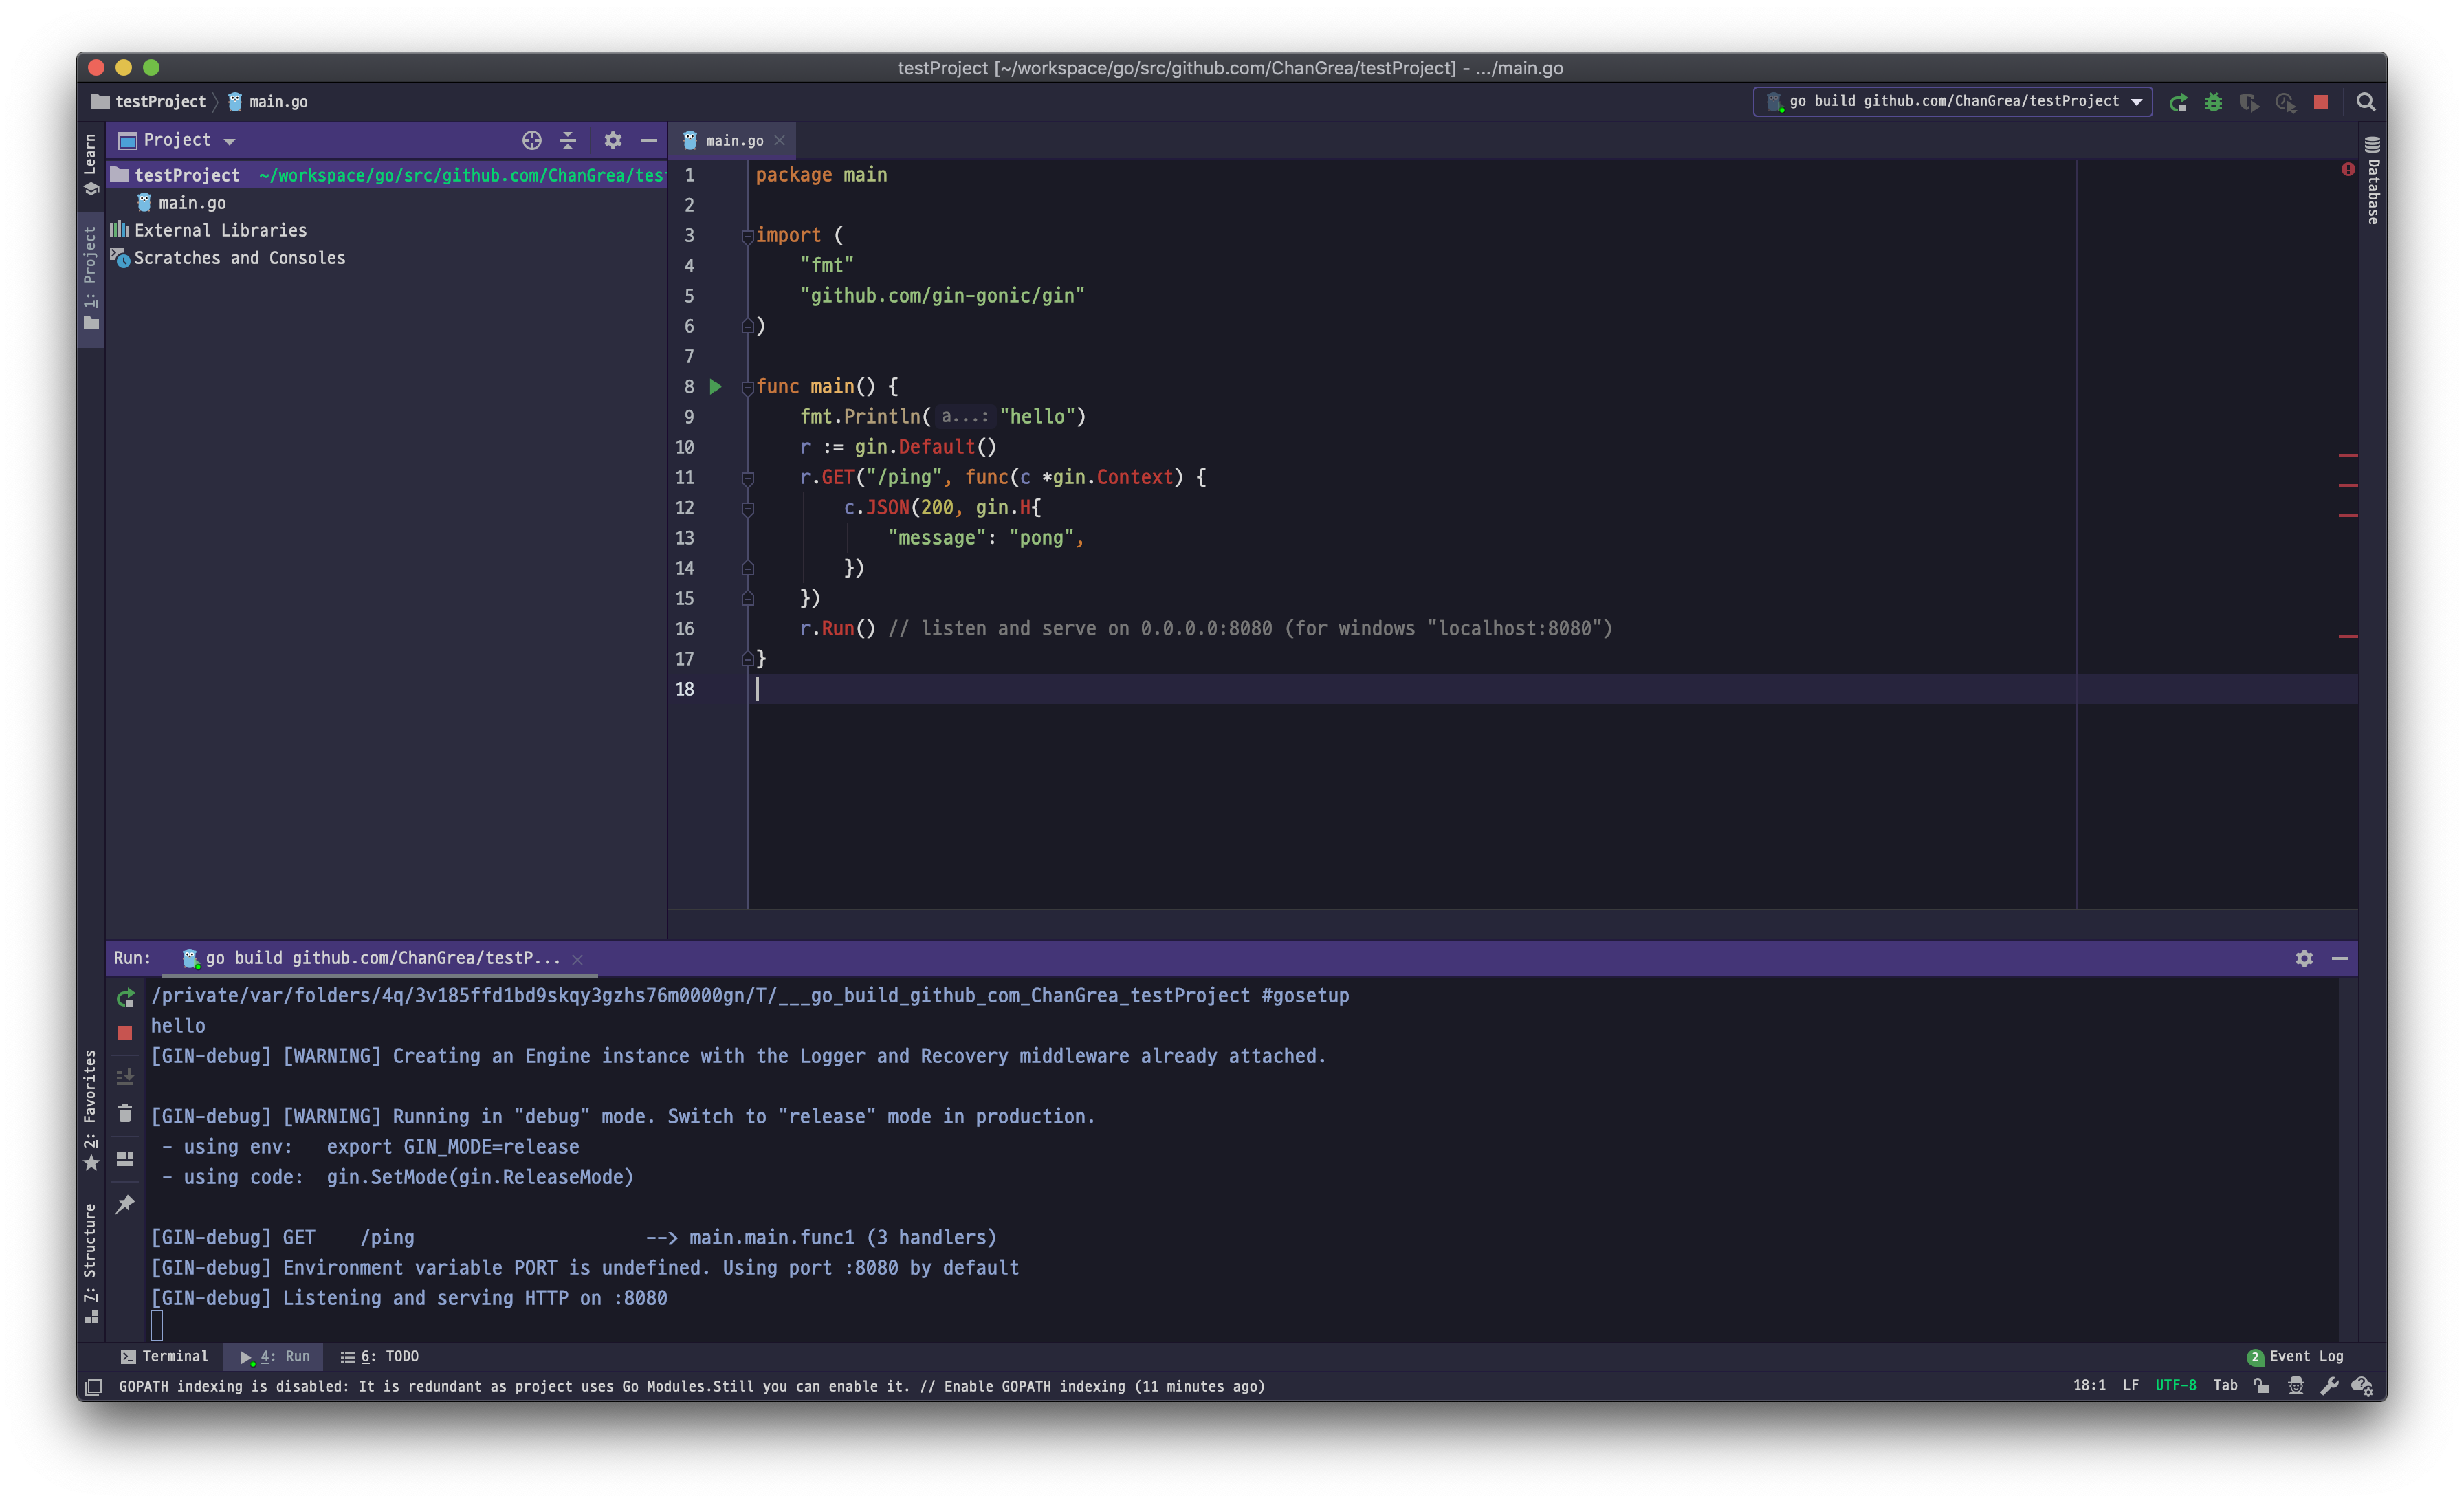 testProject [~/workspace/go/src/github.com/ChanGrea/testProject] - .../main.go
testProject main.go
go build github.com/ChanGrea/testProject
Learn
1: Project
2: Favorites
7: Structure
Database
Project
testProject ~/workspace/go/src/github.com/ChanGrea/tes
main.go
External Libraries
Scratches and Consoles
main.go
1 package main
2
3 import (
4 "fmt"
5 "github.com/gin-gonic/gin"
6 )
7
8 func main() {
9 fmt.Println( a...: "hello")
10 r := gin.Default()
11 r.GET("/ping", func(c *gin.Context) {
12 c.JSON(200, gin.H{
13 "message": "pong",
14 })
15 })
16 r.Run() // listen and serve on 0.0.0.0:8080 (for windows "localhost:8080")
17 }
18
Run: go build github.com/ChanGrea/testP...
/private/var/folders/4q/3v185ffd1bd9skqy3gzhs76m0000gn/T/___go_build_github_com_ChanGrea_testProject #gosetup
hello
[GIN-debug] [WARNING] Creating an Engine instance with the Logger and Recovery middleware already attached.
[GIN-debug] [WARNING] Running in "debug" mode. Switch to "release" mode in production.
- using env: export GIN_MODE=release
- using code: gin.SetMode(gin.ReleaseMode)
[GIN-debug] GET /ping --> main.main.func1 (3 handlers)
[GIN-debug] Environment variable PORT is undefined. Using port :8080 by default
[GIN-debug] Listening and serving HTTP on :8080
Terminal 4: Run 6: TODO 2 Event Log
GOPATH indexing is disabled: It is redundant as project uses Go Modules.Still you can enable it. // Enable GOPATH indexing (11 minutes ago) 18:1 LF UTF-8 Tab